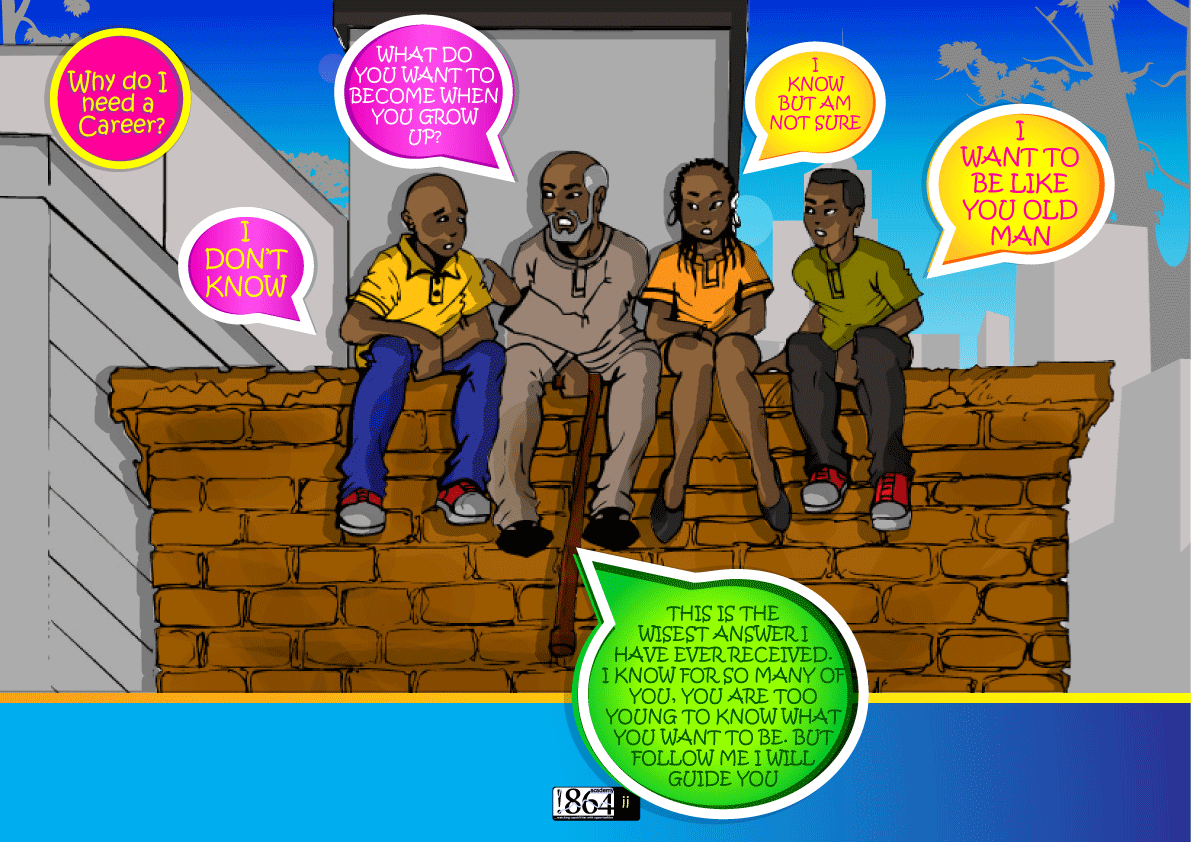 Why do I
need a
Career?
WHAT DO
YOU WANT TO
BECOME WHEN
YOU GROW
UP?
I
KNOW
BUT AM
NOT SURE
I
WANT TO
BE LIKE
YOU OLD
MAN
I
DON'T
KNOW
THIS IS THE
WISEST ANSWER I
HAVE EVER RECEIVED.
I KNOW FOR SO MANY OF
YOU, YOU ARE TOO
YOUNG TO KNOW WHAT
YOU WANT TO BE. BUT
FOLLOW ME I WILL
GUIDE YOU
academy
!864
ii